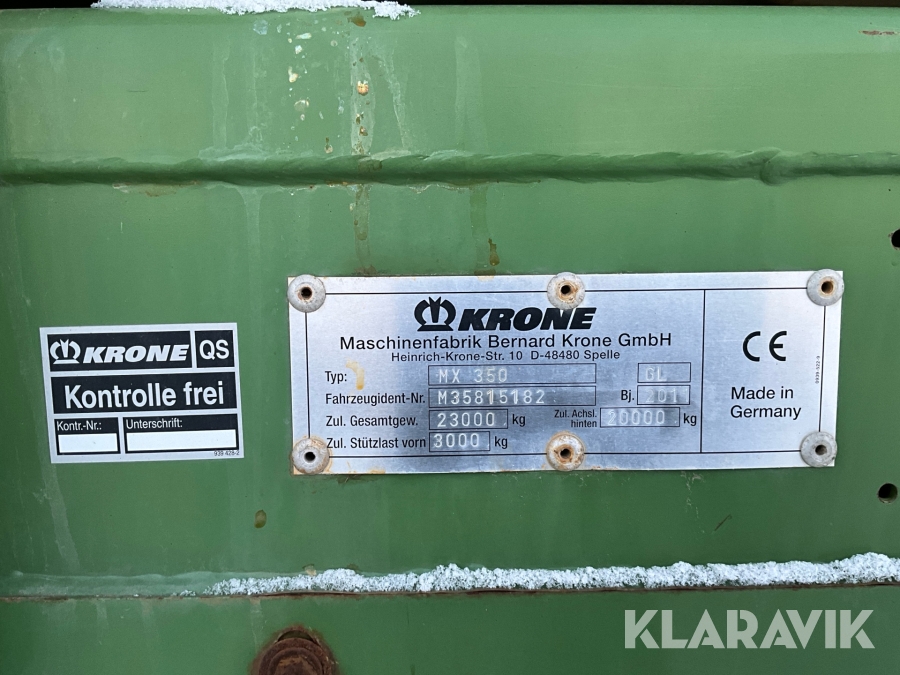 KRONE QS
Kontrolle frei
Kontr.-Nr.: Unterschrift:
939 428-2
KRONE
Maschinenfabrik Bernard Krone GmbH
Heinrich-Krone-Str. 10 D-48480 Spelle
Typ: MX 350 GL
Fahrzeugident-Nr. M35815182 Bj. 2011
Zul. Gesamtgew. 23000 kg Zul. Achsl. hinten 20000 kg
Zul. Stützlast vorn 3000 kg
CE
Made in
Germany
KLARAVIK